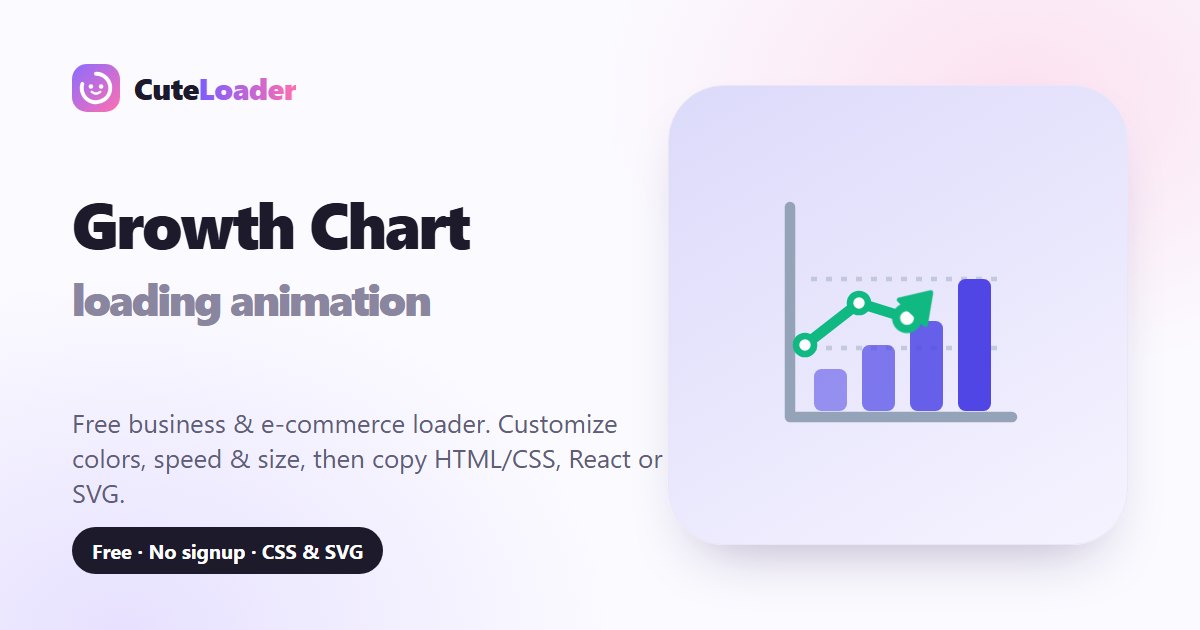 CuteLoader
Growth Chart
loading animation
Free business & e-commerce loader. Customize
colors, speed & size, then copy HTML/CSS, React or
SVG.
Free · No signup · CSS & SVG